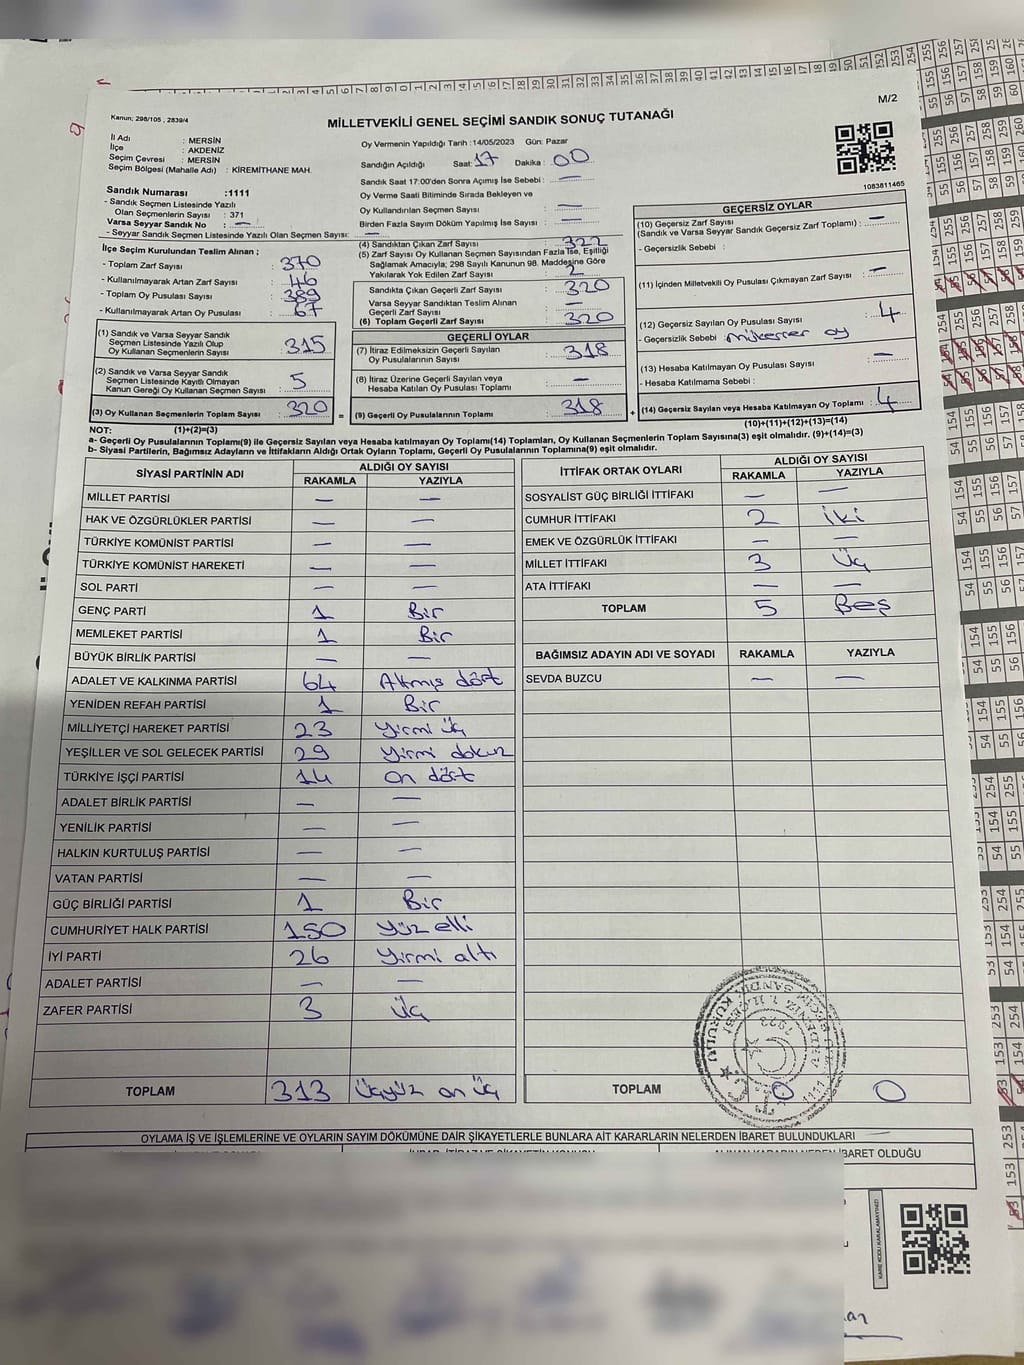 M/2
Kanun; 298/105 , 2839/4
MİLLETVEKİLİ GENEL SEÇİMİ SANDIK SONUÇ TUTANAĞI
İl Adı : MERSİN
İlçe : AKDENİZ
Seçim Çevresi : MERSİN
Seçim Bölgesi (Mahalle Adı) : KİREMİTHANE MAH.
Sandık Numarası :1111
- Sandık Seçmen Listesinde Yazılı
Olan Seçmenlerin Sayısı : 371
Varsa Seyyar Sandık No : —
- Seyyar Sandık Seçmen Listesinde Yazılı Olan Seçmen Sayısı: —
Oy Vermenin Yapıldığı Tarih :14/05/2023 Gün: Pazar
Sandığın Açıldığı Saat: 17 Dakika : 00
Sandık Saat 17:00'den Sonra Açımış İse Sebebi : —
Oy Verme Saati Bitiminde Sırada Bekleyen ve
Oy Kullandırılan Seçmen Sayısı : —
Birden Fazla Sayım Döküm Yapılmış İse Sayısı : —
1083811465
İlçe Seçim Kurulundan Teslim Alınan ;
- Toplam Zarf Sayısı : 370
- Kullanılmayarak Artan Zarf Sayısı : 46
- Toplam Oy Pusulası Sayısı : 389
- Kullanılmayarak Artan Oy Pusulası : 67
(1) Sandık ve Varsa Seyyar Sandık
Seçmen Listesinde Yazılı Olup
Oy Kullanan Seçmenlerin Sayısı : 315
(2) Sandık ve Varsa Seyyar Sandık
Seçmen Listesinde Kayıtlı Olmayan
Kanun Gereği Oy Kullanan Seçmen Sayısı : 5
(3) Oy Kullanan Seçmenlerin Toplam Sayısı : 320 =
(1)+(2)=(3)
(4) Sandıktan Çıkan Zarf Sayısı : 322
(5) Zarf Sayısı Oy Kullanan Seçmen Sayısından Fazla İse, Eşitliği
Sağlamak Amacıyla; 298 Sayılı Kanunun 98. Maddesine Göre
Yakılarak Yok Edilen Zarf Sayısı : 2
Sandıkta Çıkan Geçerli Zarf Sayısı : 320
Varsa Seyyar Sandıktan Teslim Alınan
Geçerli Zarf Sayısı : —
(6) Toplam Geçerli Zarf Sayısı : 320
GEÇERLİ OYLAR
(7) İtiraz Edilmeksizin Geçerli Sayılan
Oy Pusulalarının Sayısı : 318
(8) İtiraz Üzerine Geçerli Sayılan veya
Hesaba Katılan Oy Pusulası Toplamı : —
(9) Geçerli Oy Pusulalarının Toplamı : 318 +
GEÇERSİZ OYLAR
(10) Geçersiz Zarf Sayısı
(Sandık ve Varsa Seyyar Sandık Geçersiz Zarf Toplamı) : —
- Geçersizlik Sebebi :
(11) İçinden Milletvekili Oy Pusulası Çıkmayan Zarf Sayısı : —
(12) Geçersiz Sayılan Oy Pusulası Sayısı : 4
- Geçersizlik Sebebi : mükerrer oy
(13) Hesaba Katılmayan Oy Pusulası Sayısı : —
- Hesaba Katılmama Sebebi :
(14) Geçersiz Sayılan veya Hesaba Katılmayan Oy Toplamı : 4
(10)+(11)+(12)+(13)=(14)
NOT:
a- Geçerli Oy Pusulalarının Toplamı(9) ile Geçersiz Sayılan veya Hesaba katılmayan Oy Toplamı(14) Toplamları, Oy Kullanan Seçmenlerin Toplam Sayısına(3) eşit olmalıdır. (9)+(14)=(3)
b- Siyasi Partilerin, Bağımsız Adayların ve İttifakların Aldığı Ortak Oyların Toplamı, Geçerli Oy Pusulalarının Toplamına(9) eşit olmalıdır.
SİYASİ PARTİNİN ADI ALDIĞI OY SAYISI
RAKAMLA YAZIYLA
MİLLET PARTİSİ — —
HAK VE ÖZGÜRLÜKLER PARTİSİ — —
TÜRKİYE KOMÜNİST PARTİSİ — —
TÜRKİYE KOMÜNİST HAREKETİ — —
SOL PARTİ — —
GENÇ PARTİ 1 Bir
MEMLEKET PARTİSİ 1 Bir
BÜYÜK BİRLİK PARTİSİ — —
ADALET VE KALKINMA PARTİSİ 64 Atmış dört
YENİDEN REFAH PARTİSİ 1 Bir
MİLLİYETÇİ HAREKET PARTİSİ 23 Yirmi üç
YEŞİLLER VE SOL GELECEK PARTİSİ 29 Yirmi dokuz
TÜRKİYE İŞÇİ PARTİSİ 14 on dört
ADALET BİRLİK PARTİSİ — —
YENİLİK PARTİSİ — —
HALKIN KURTULUŞ PARTİSİ — —
VATAN PARTİSİ — —
GÜÇ BİRLİĞİ PARTİSİ 1 Bir
CUMHURİYET HALK PARTİSİ 150 Yüz elli
İYİ PARTİ 26 Yirmi altı
ADALET PARTİSİ — —
ZAFER PARTİSİ 3 Üç
TOPLAM 313 Üçyüz on üç
İTTİFAK ORTAK OYLARI ALDIĞI OY SAYISI
RAKAMLA YAZIYLA
SOSYALİST GÜÇ BİRLİĞİ İTTİFAKI — —
CUMHUR İTTİFAKI 2 iki
EMEK VE ÖZGÜRLÜK İTTİFAKI — —
MİLLET İTTİFAKI 3 Üç
ATA İTTİFAKI — —
TOPLAM 5 Beş
BAĞIMSIZ ADAYIN ADI VE SOYADI RAKAMLA YAZIYLA
SEVDA BUZCU — —
TOPLAM 0 0
SANDIK KURULU
1923
1111
OYLAMA İŞ VE İŞLEMLERİNE VE OYLARIN SAYIM DÖKÜMÜNE DAİR ŞİKAYETLERLE BUNLARA AİT KARARLARIN NELERDEN İBARET BULUNDUKLARI —
İBARET OLDUĞU
KARE KODU KARALAMAYINIZ!